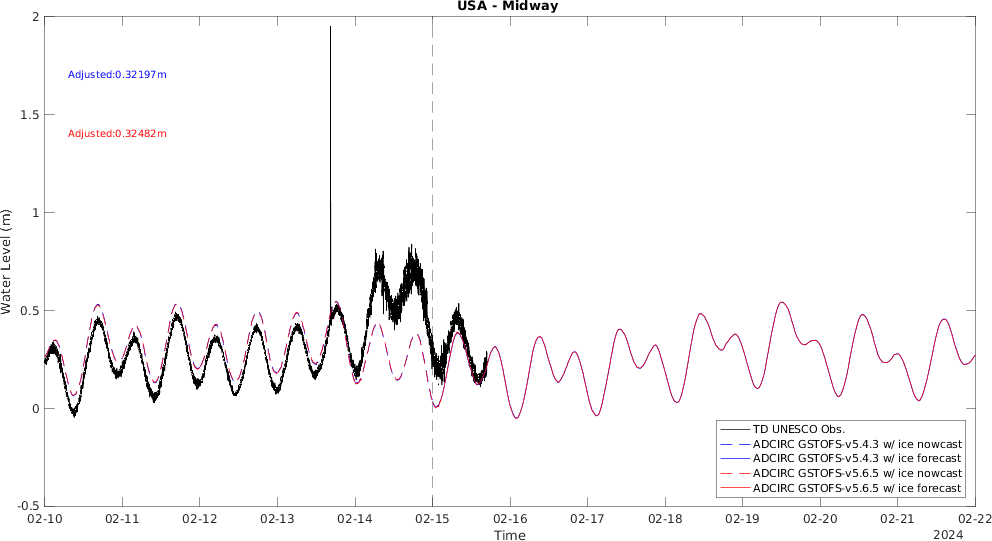 USA - Midway
Adjusted:0.32197m
Adjusted:0.32482m
Water Level (m)
2
1.5
1
0.5
0
-0.5
TD UNESCO Obs.
ADCIRC GSTOFS-v5.4.3 w/ ice nowcast
ADCIRC GSTOFS-v5.4.3 w/ ice forecast
ADCIRC GSTOFS-v5.6.5 w/ ice nowcast
ADCIRC GSTOFS-v5.6.5 w/ ice forecast
02-10 02-11 02-12 02-13 02-14 02-15 02-16 02-17 02-18 02-19 02-20 02-21 02-22
Time
2024